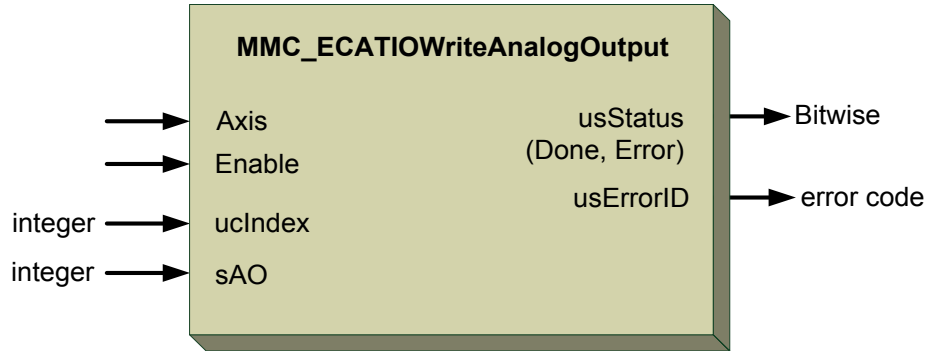 MMC_ECATIOWriteAnalogOutput
Axis
usStatus
Bitwise
Enable
(Done, Error)
usErrorID
error code
integer
ucIndex
integer
sAO